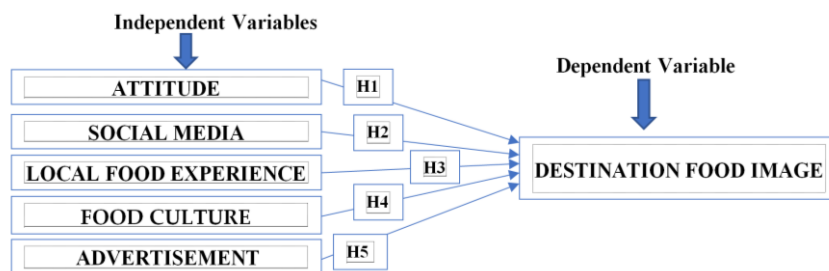 Independent Variables
Dependent Variable
ATTITUDE
H1
SOCIAL MEDIA
H2
LOCAL FOOD EXPERIENCE
H3
DESTINATION FOOD IMAGE
FOOD CULTURE
H4
ADVERTISEMENT
H5